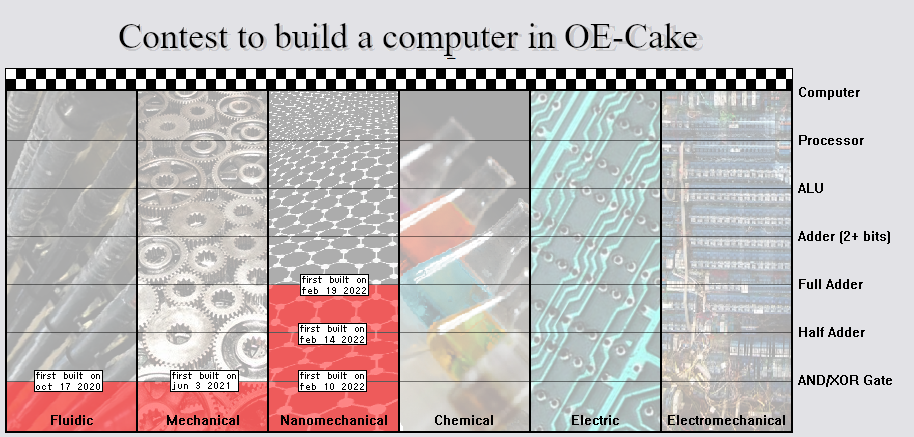 Contest to build a computer in OE-Cake
Computer
Processor
ALU
Adder (2+ bits)
first built on
feb 19 2022
Full Adder
first built on
feb 14 2022
Half Adder
first built on
oct 17 2020
first built on
jun 3 2021
first built on
feb 10 2022
AND/XOR Gate
Fluidic
Mechanical
Nanomechanical
Chemical
Electric
Electromechanical